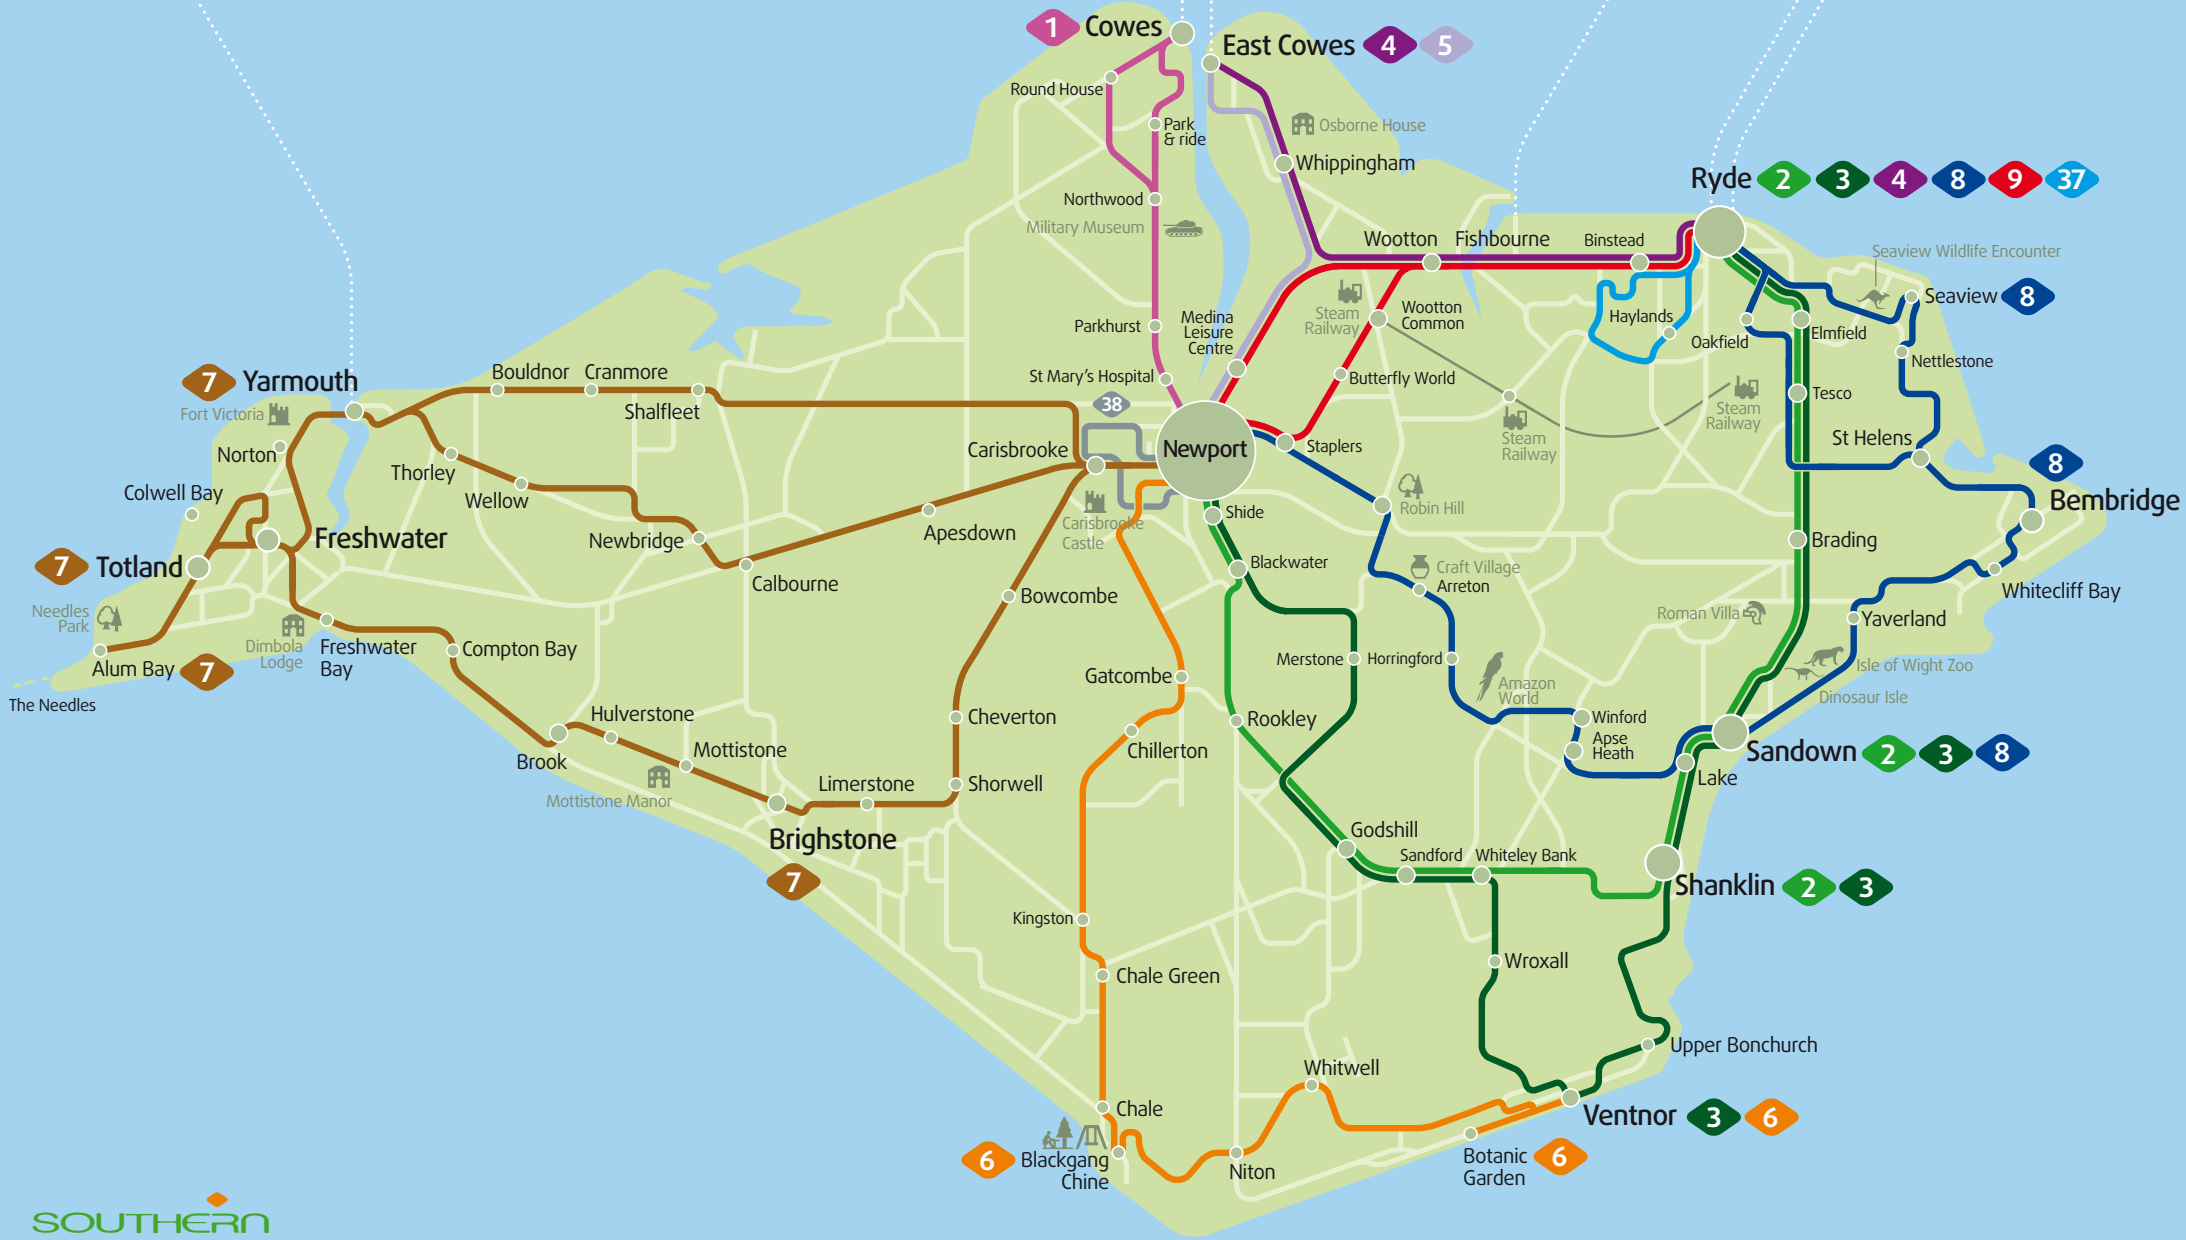 1 Cowes
East Cowes 4 5
Round House
Park
& ride
Osborne House
Whippingham
Northwood
Military Museum
Ryde 2 3 4 8 9 37
Wootton
Fishbourne
Binstead
Seaview Wildlife Encounter
Seaview 8
Parkhurst
Medina
Leisure
Centre
Steam
Railway
Wootton
Common
Haylands
Oakfield
Elmfield
Nettlestone
7 Yarmouth
Fort Victoria
Bouldnor
Cranmore
Shalfleet
St Mary's Hospital
38
Butterfly World
Steam
Railway
Tesco
Steam
Railway
St Helens
Norton
Thorley
Wellow
Carisbrooke
Newport
Staplers
8
Bembridge
Colwell Bay
Freshwater
7 Totland
Newbridge
Apesdown
Calbourne
Carisbrooke
Castle
Shide
Robin Hill
Blackwater
Craft Village
Arreton
Brading
Whitecliff Bay
Needles
Park
Alum Bay 7
The Needles
Dimbola
Lodge
Freshwater
Bay
Compton Bay
Bowcombe
Gatcombe
Merstone
Horringford
Amazon
World
Roman Villa
Yaverland
Isle of Wight Zoo
Dinosaur Isle
Hulverstone
Brook
Mottistone
Mottistone Manor
Cheverton
Chillerton
Rookley
Winford
Apse
Heath
Sandown 2 3 8
Lake
Limerstone
Shorwell
Brighstone
7
Godshill
Sandford
Whiteley Bank
Shanklin 2 3
Kingston
Chale Green
Wroxall
Upper Bonchurch
Whitwell
Chale
Ventnor 3 6
6 Blackgang
Chine
Niton
Botanic
Garden
6
SOUTHERN